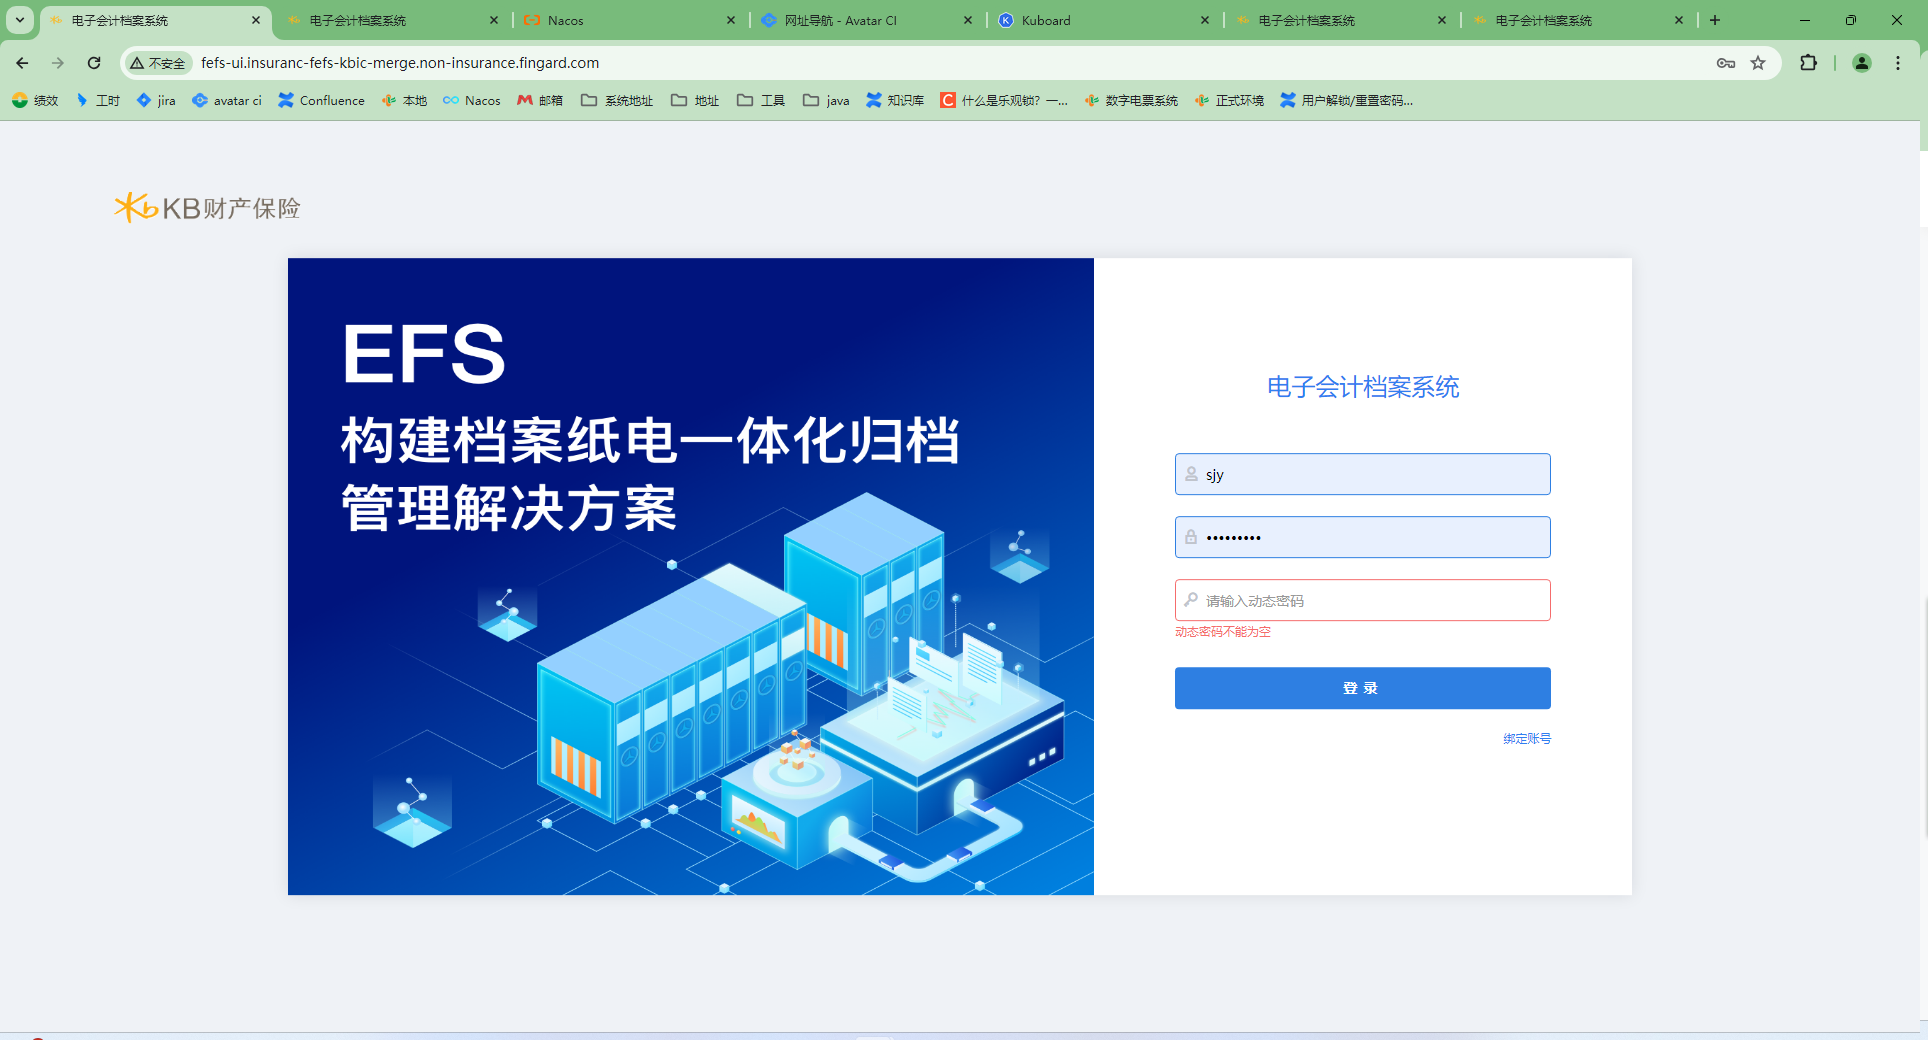 电子会计档案系统
电子会计档案系统
Nacos
网址导航 - Avatar CI
Kuboard
电子会计档案系统
电子会计档案系统
不安全
fefs-ui.insuranc-fefs-kbic-merge.non-insurance.fingard.com
绩效
工时
jira
avatar ci
Confluence
本地
Nacos
邮箱
系统地址
地址
工具
java
知识库
什么是乐观锁？一...
数字电票系统
正式环境
用户解锁/重置密码...
KB财产保险
EFS
构建档案纸电一体化归档
管理解决方案
电子会计档案系统
sjy
•••••••••
请输入动态密码
动态密码不能为空
登 录
绑定账号